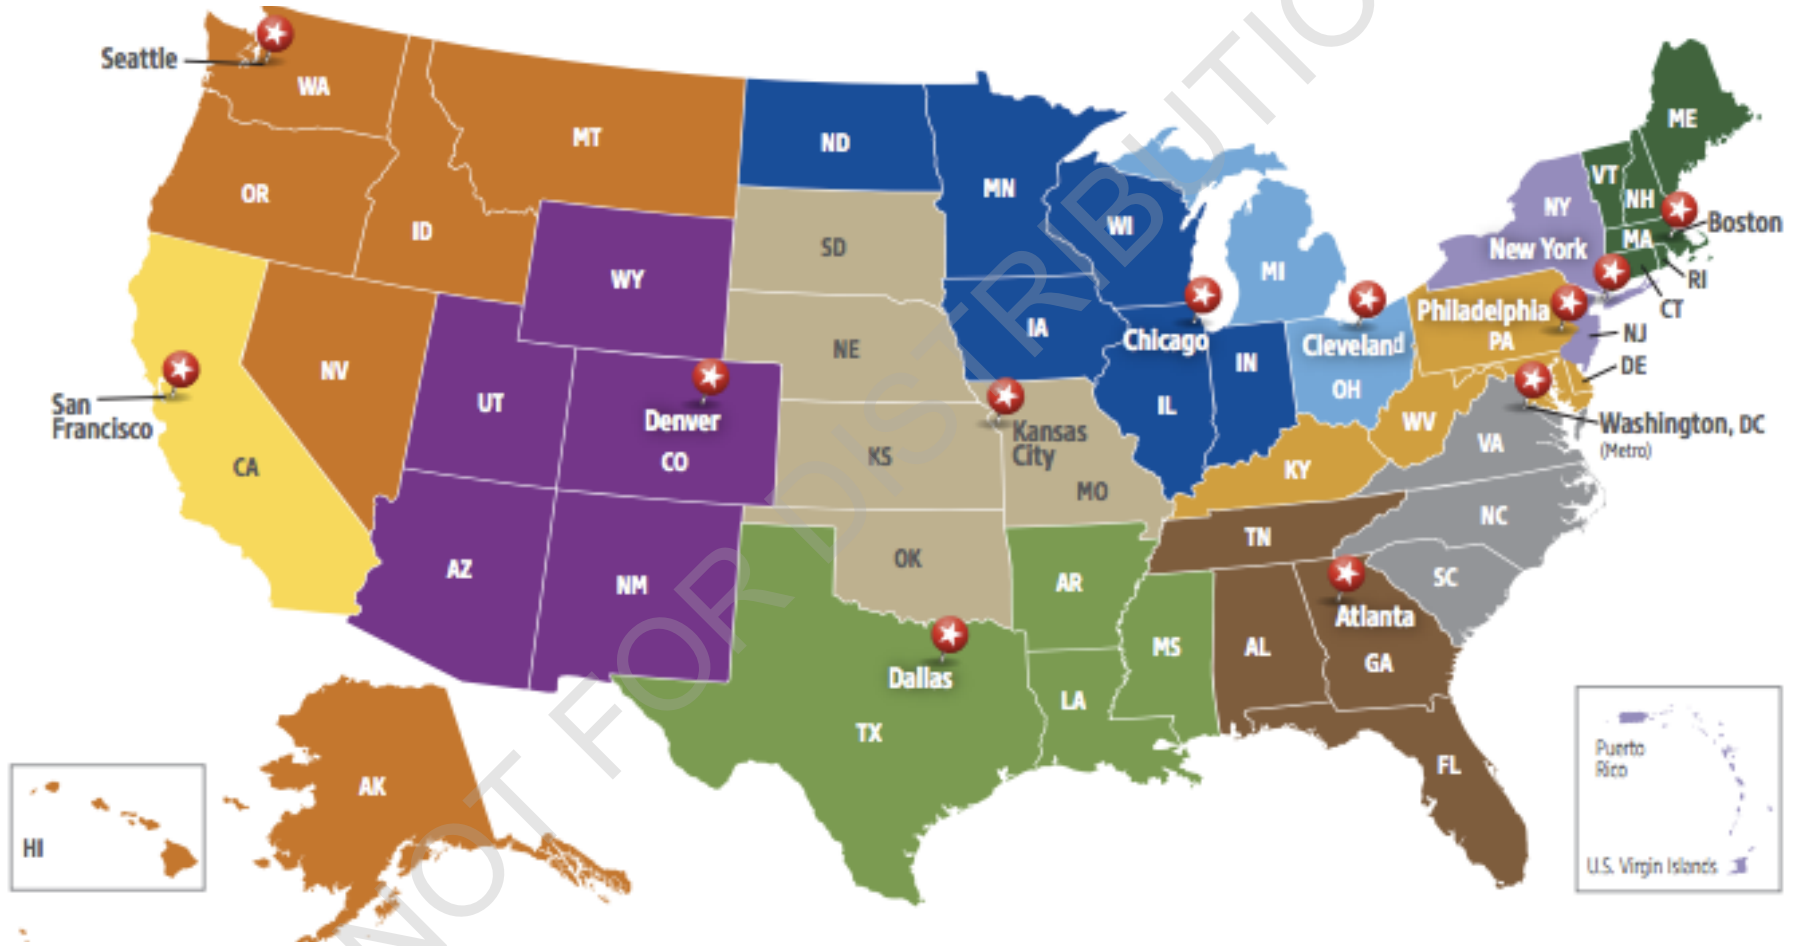 Seattle
WA
MT
ND
MN
OR
ID
WY
SD
WI
MI
ME
VT
NH
NY
New York
MA
Boston
RI
CT
NJ
DE
Philadelphia
PA
Cleveland
OH
Chicago
IA
IN
IL
NE
NV
UT
Denver
CO
San
Francisco
CA
KS
Kansas
City
MO
WV
VA
Washington, DC
(Metro)
KY
TN
NC
SC
AZ
NM
OK
AR
Dallas
TX
LA
MS
AL
Atlanta
GA
FL
AK
HI
Puerto
Rico
U.S. Virgin Islands
NOT FOR DISTRIBUTIO